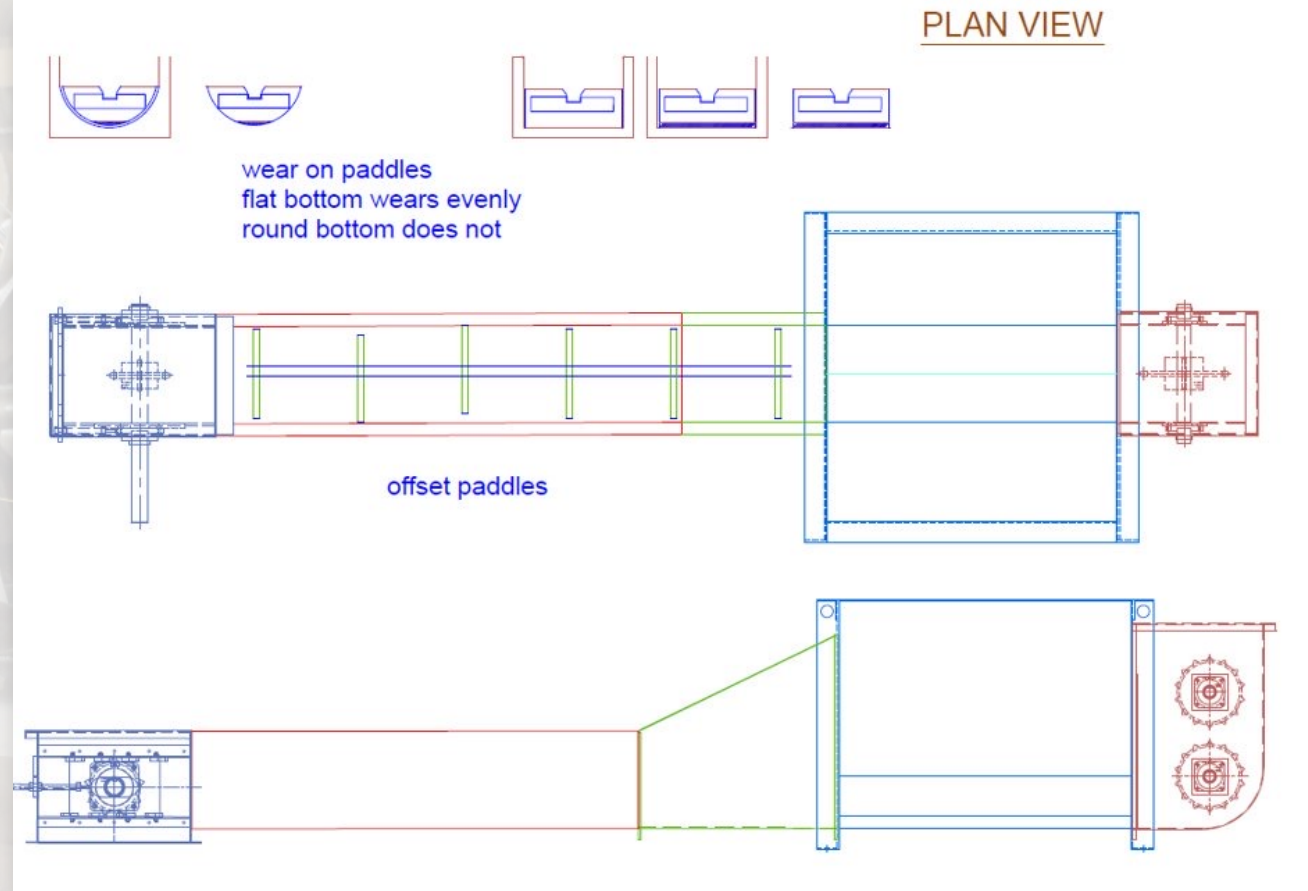 PLAN VIEW
wear on paddles
flat bottom wears evenly
round bottom does not
offset paddles